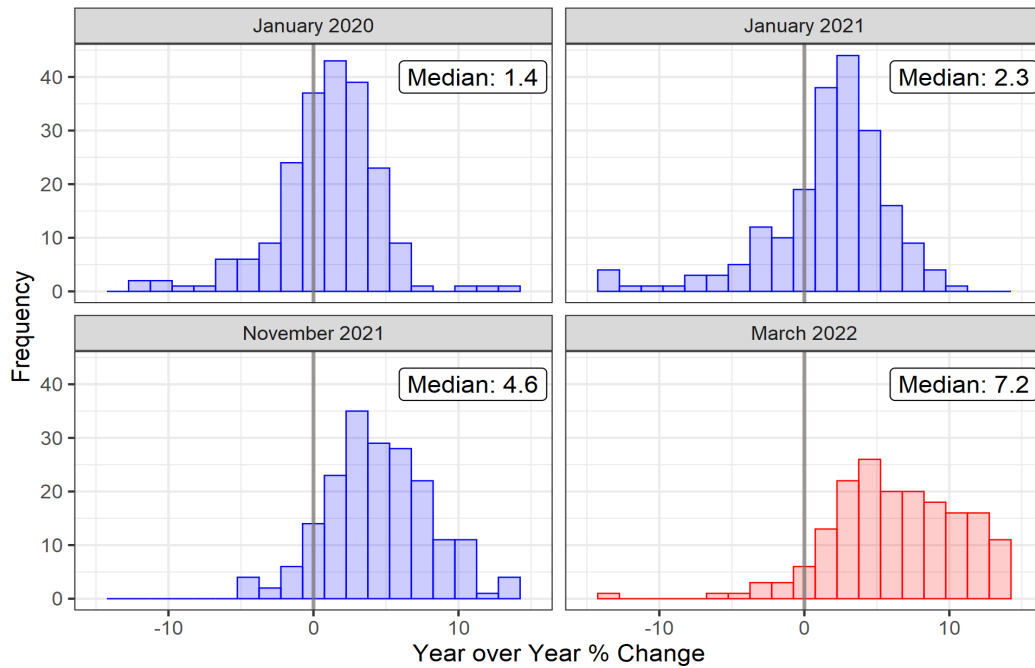 January 2020
January 2021
Median: 1.4
Median: 2.3
40
30
20
10
0
November 2021
March 2022
Median: 4.6
Median: 7.2
40
30
20
10
0
-10 0 10
-10 0 10
Frequency
Year over Year % Change